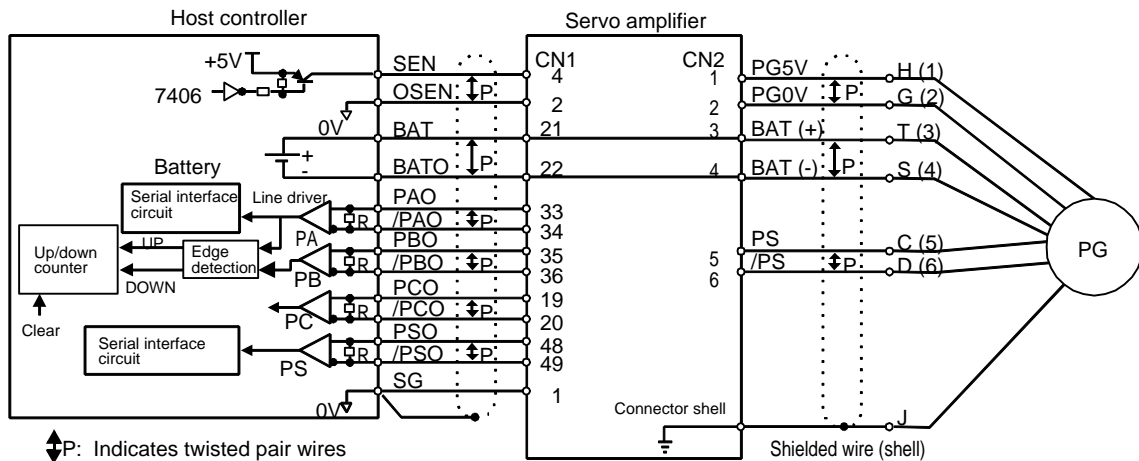 Host controller
Servo amplifier
+5V
7406
0V
SEN
OSEN
P
CN1
4
2
CN2
1
2
PG5V
PG0V
P
H (1)
G (2)
+
-
Battery
BAT
BATO
P
21
22
3
4
BAT (+)
BAT (-)
P
T (3)
S (4)
Serial interface
circuit
Line driver
PA
R
PAO
/PAO
P
33
34
Up/down
counter
UP
DOWN
Edge
detection
PB
PBO
/PBO
P
35
36
PS
/PS
5
6
P
C (5)
D (6)
PG
Clear
PC
R
PCO
/PCO
P
19
20
Serial interface
circuit
PS
R
PSO
/PSO
P
48
49
0V
SG
1
Connector shell
J
Shielded wire (shell)
P: Indicates twisted pair wires